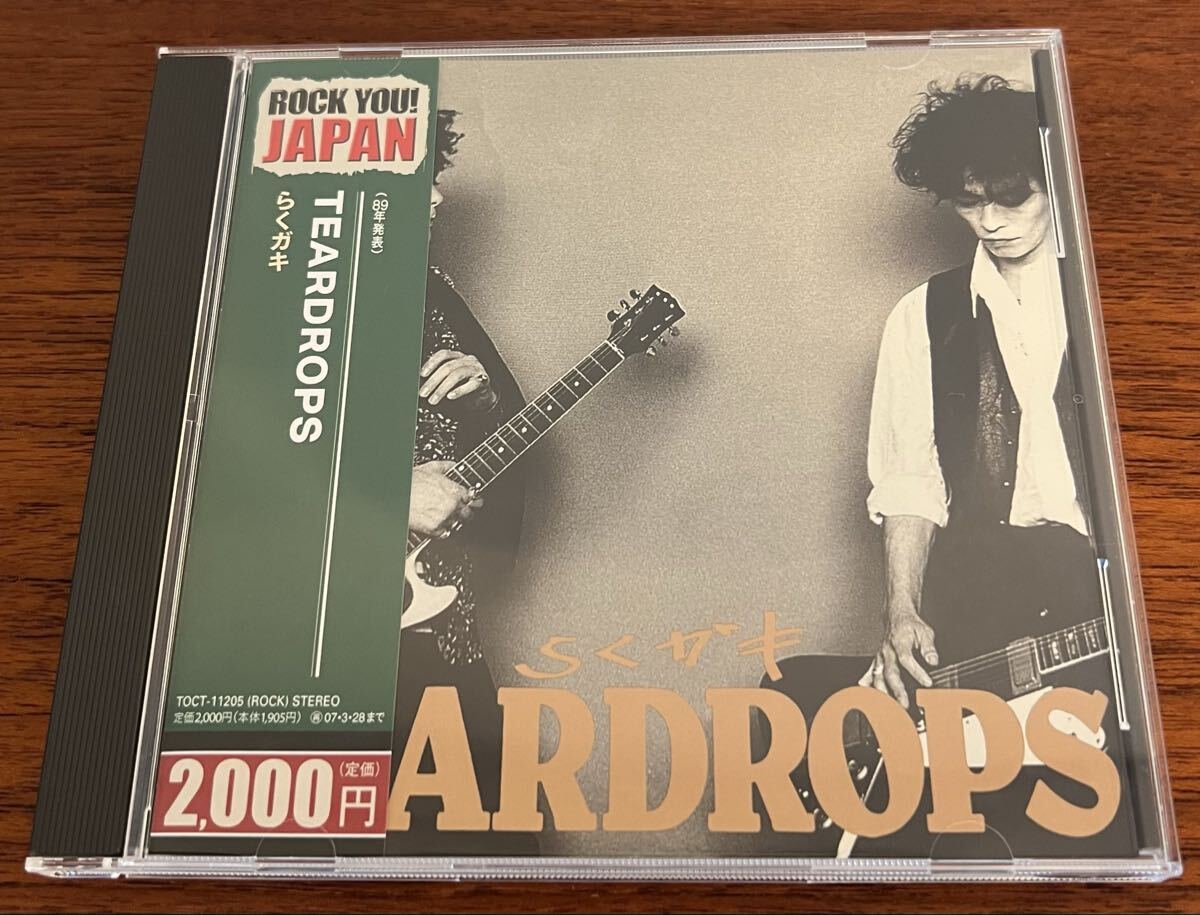 ROCK YOU!
JAPAN
(89年発表)
TEARDROPS
らくガキ
TOCT-11205 (ROCK) STEREO
定価2,000円(本体1,905円) 再 07・3・28まで
2,000円(定価)
らくガキ
ARDROPS